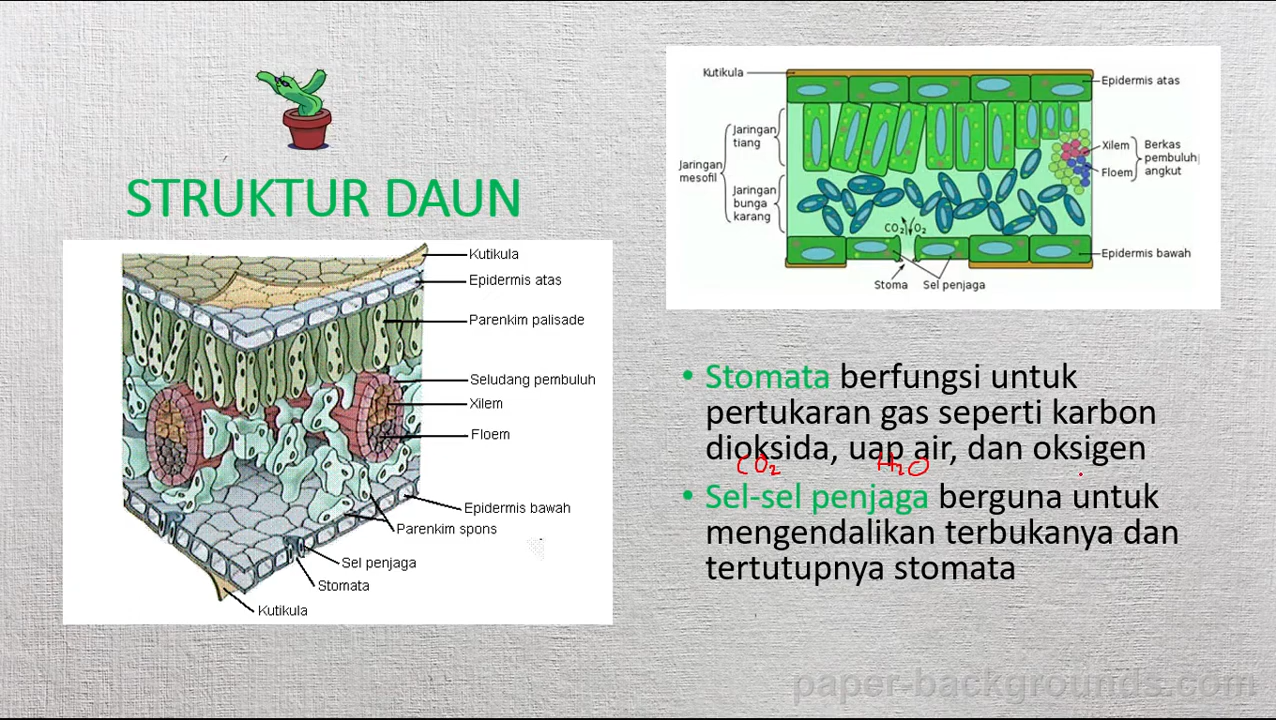 STRUKTUR DAUN
Kutikula
Epidermis atas
Parenkim palisade
Seludang pembuluh
Xilem
Floem
Epidermis bawah
Parenkim spons
Sel penjaga
Stomata
Kutikula
Kutikula
Epidermis atas
Jaringan
tiang
Jaringan
mesofil
Jaringan
bunga
karang
Xilem
Floem
Berkas
pembuluh
angkut
CO2 O2
Epidermis bawah
Stoma
Sel penjaga
• Stomata berfungsi untuk
pertukaran gas seperti karbon
dioksida, uap air, dan oksigen
CO2 H2O
• Sel-sel penjaga berguna untuk
mengendalikan terbukanya dan
tertutupnya stomata
paper-backgrounds.com